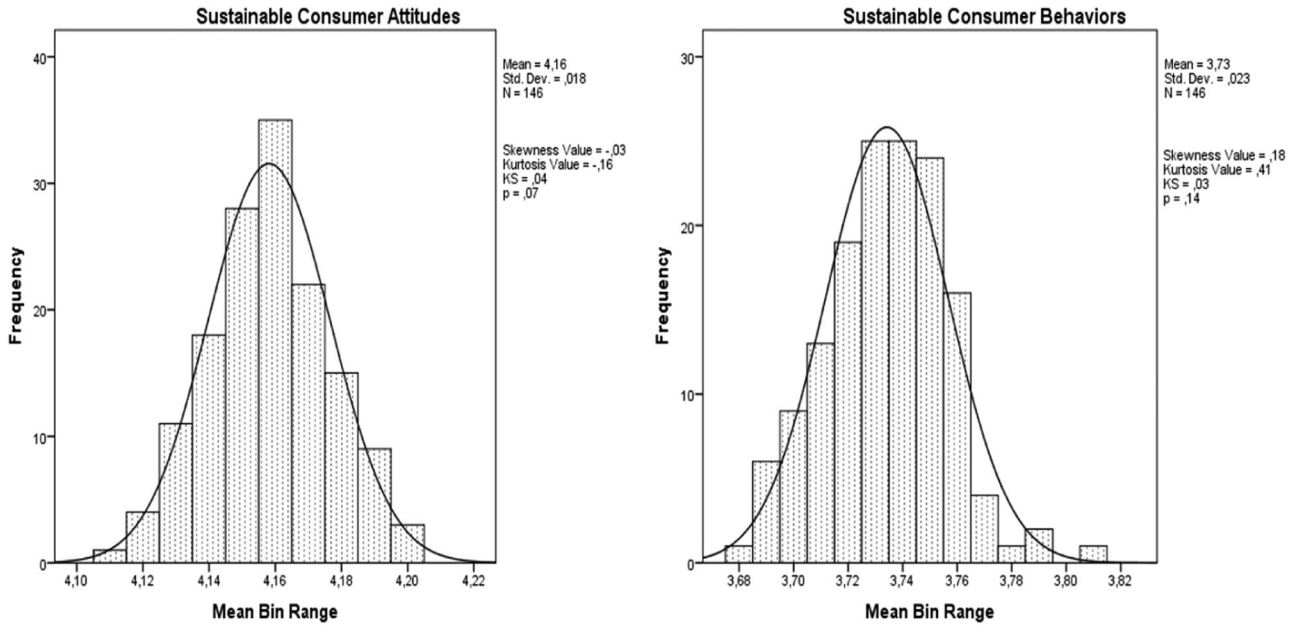 Sustainable Consumer Attitudes
40
30
20
10
0
Frequency
4,10 4,12 4,14 4,16 4,18 4,20 4,22
Mean Bin Range
Mean = 4,16
Std. Dev. = ,018
N = 146
Skewness Value = -,03
Kurtosis Value = -,16
KS = ,04
p = ,07
Sustainable Consumer Behaviors
30
20
10
0
Frequency
3,68 3,70 3,72 3,74 3,76 3,78 3,80 3,82
Mean Bin Range
Mean = 3,73
Std. Dev. = ,023
N = 146
Skewness Value = ,18
Kurtosis Value = ,41
KS = ,03
p = ,14